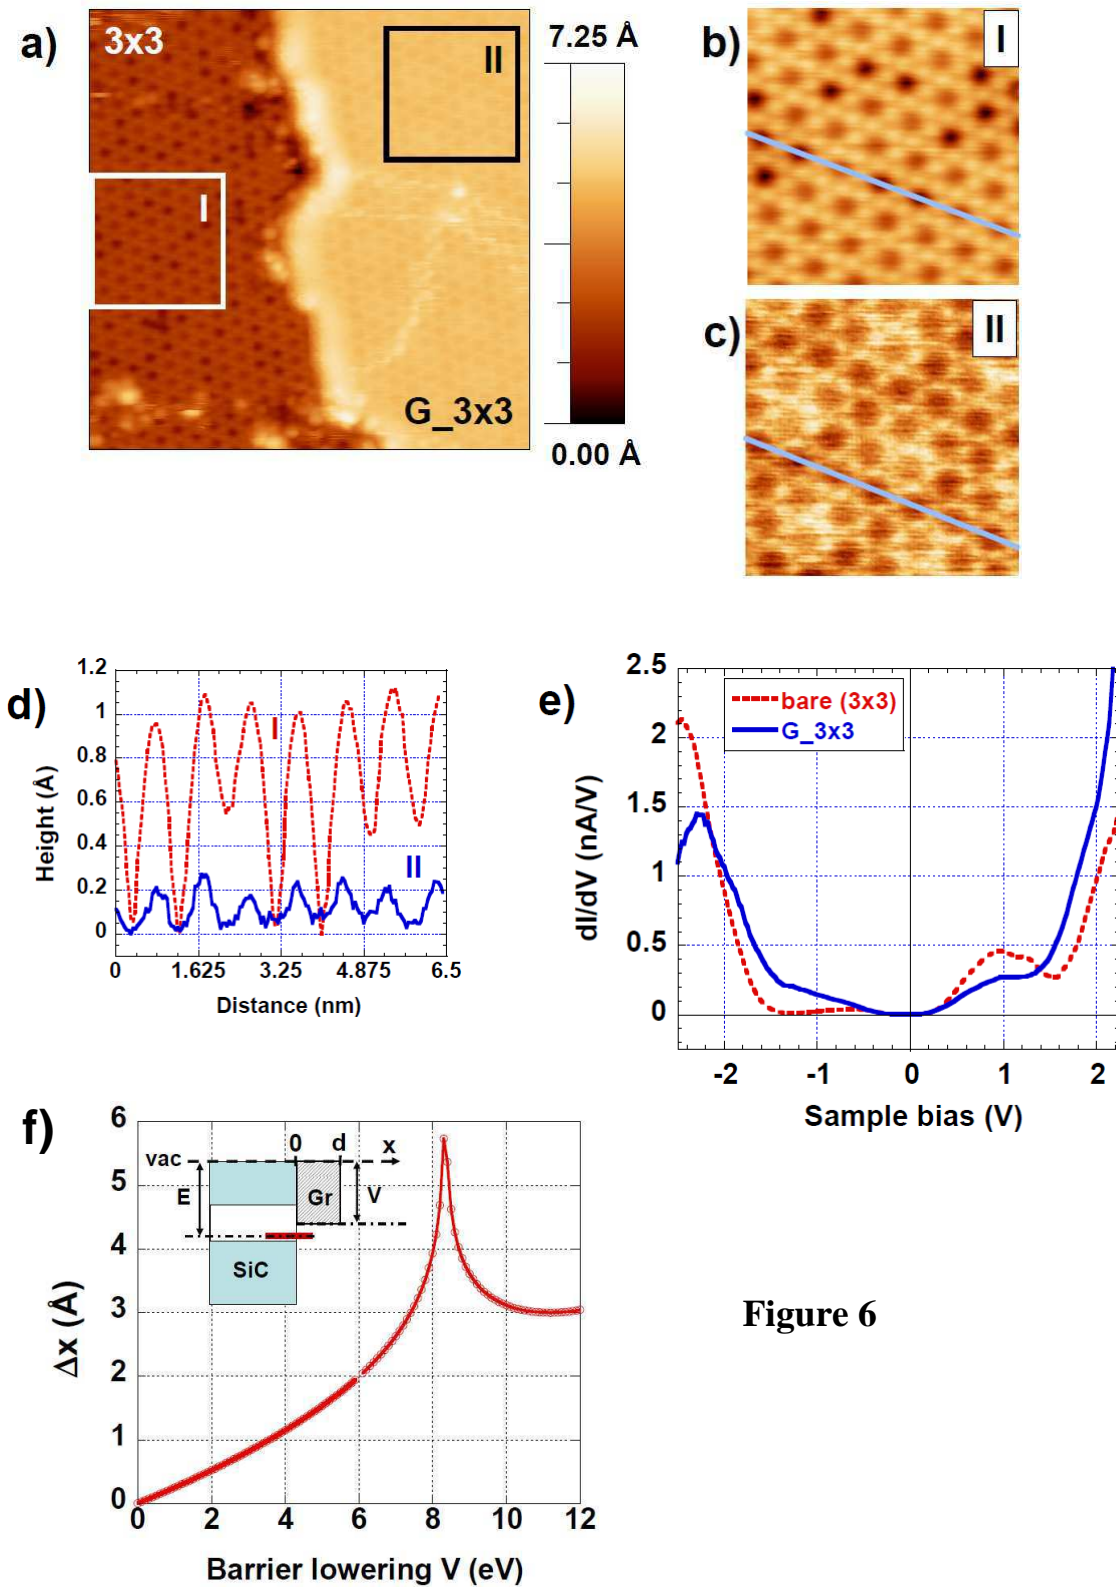 a)
3x3
I
II
G_3x3
7.25 Å
0.00 Å
b)
I
c)
II
d)
1.2
1
0.8
0.6
0.4
0.2
0
Height (Å)
I
II
0
1.625
3.25
4.875
6.5
Distance (nm)
e)
2.5
2
1.5
1
0.5
0
dI/dV (nA/V)
bare (3x3)
G_3x3
-2
-1
0
1
2
Sample bias (V)
f)
6
5
4
3
2
1
0
Δx (Å)
vac
0
d
x
E
Gr
V
SiC
0
2
4
6
8
10
12
Barrier lowering V (eV)
Figure 6